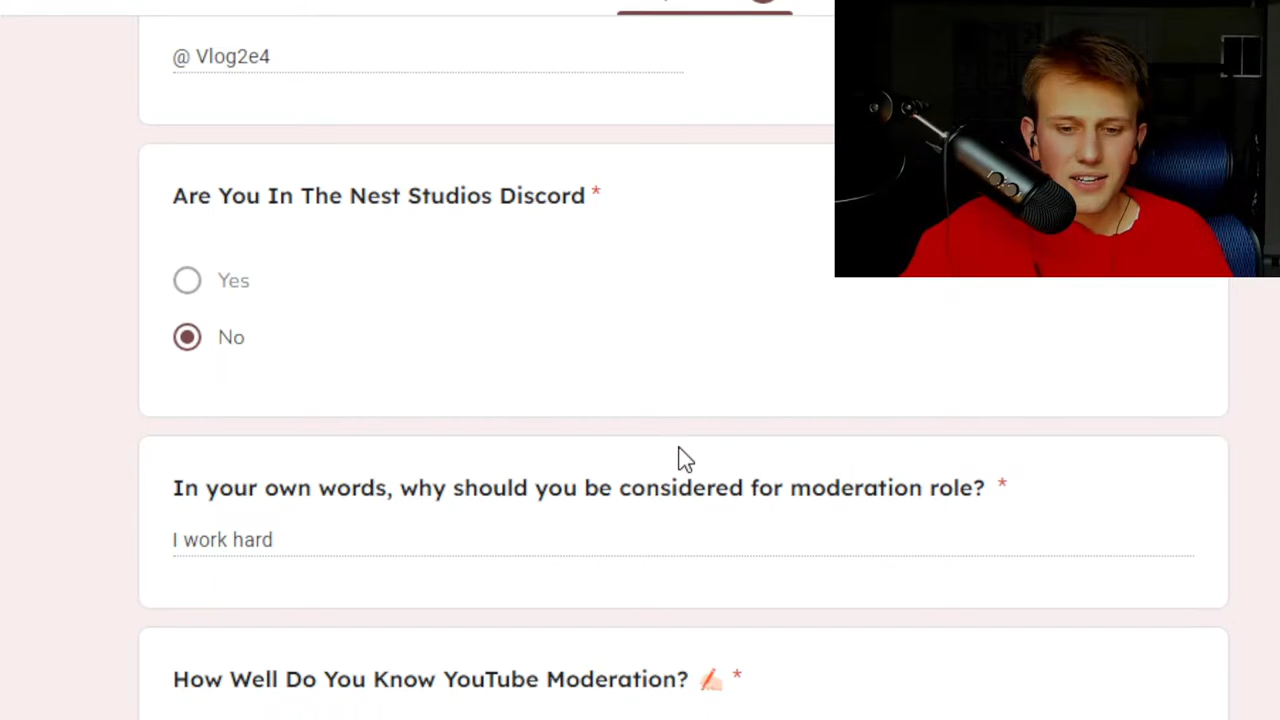 @ Vlog2e4
Are You In The Nest Studios Discord *
Yes
No
In your own words, why should you be considered for moderation role? *
I work hard
How Well Do You Know YouTube Moderation? ✍🏻 *